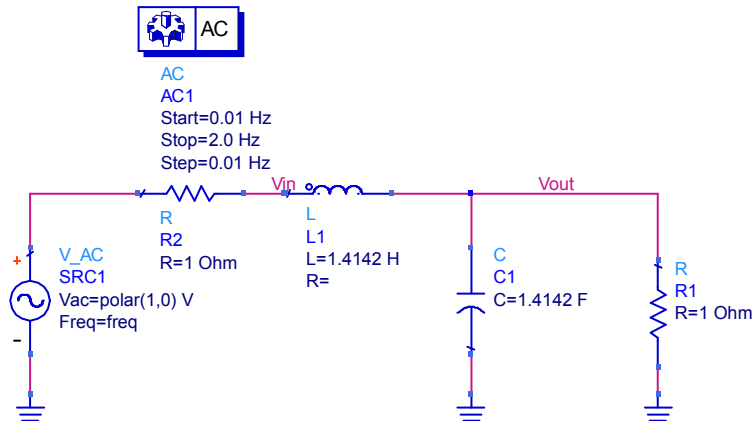 AC
AC
AC1
Start=0.01 Hz
Stop=2.0 Hz
Step=0.01 Hz
Vin
Vout
R
R2
R=1 Ohm
L
L1
L=1.4142 H
R=
+
V_AC
SRC1
Vac=polar(1,0) V
Freq=freq
-
C
C1
C=1.4142 F
R
R1
R=1 Ohm